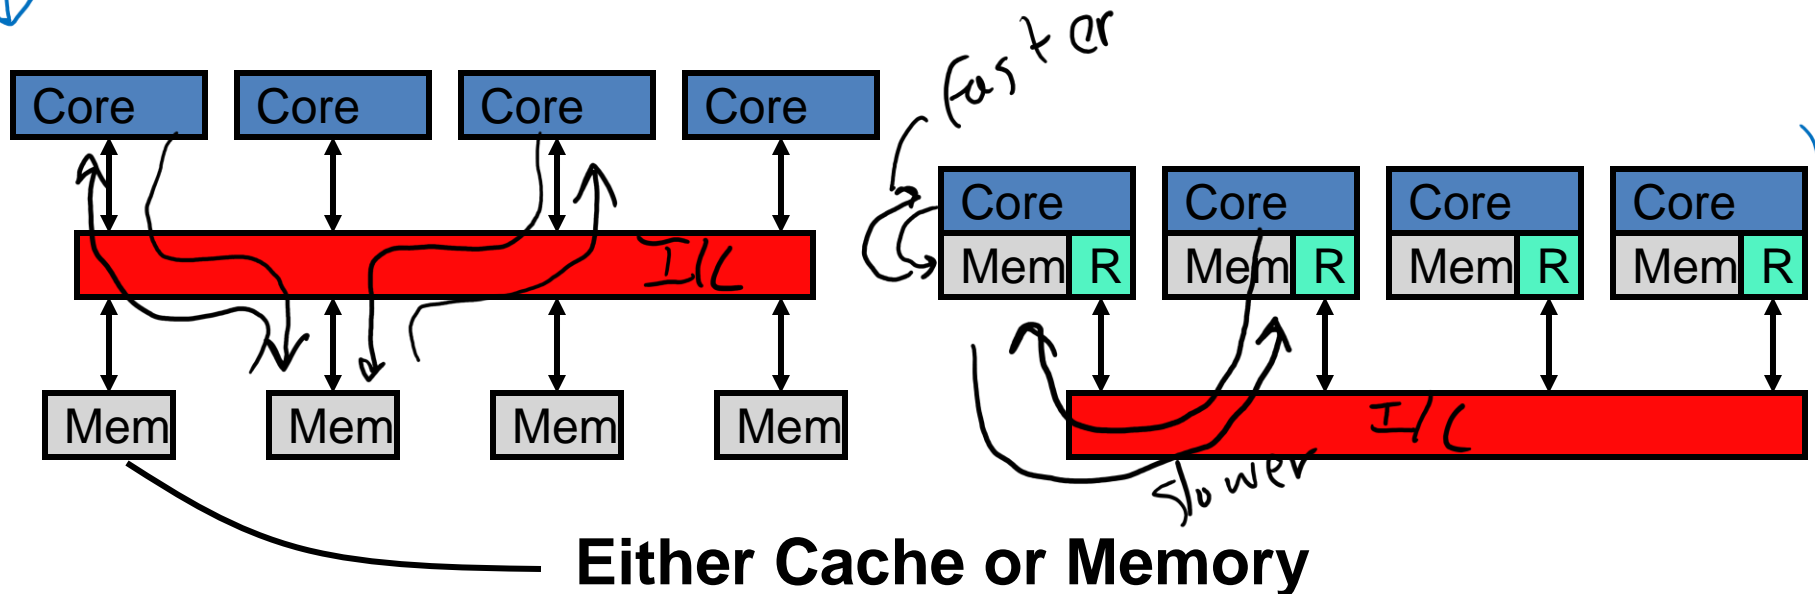 Faster
Core Core Core Core
Core Core Core Core
I/C
Mem R Mem R Mem R Mem R
Mem Mem Mem Mem
I/C
slower
Either Cache or Memory